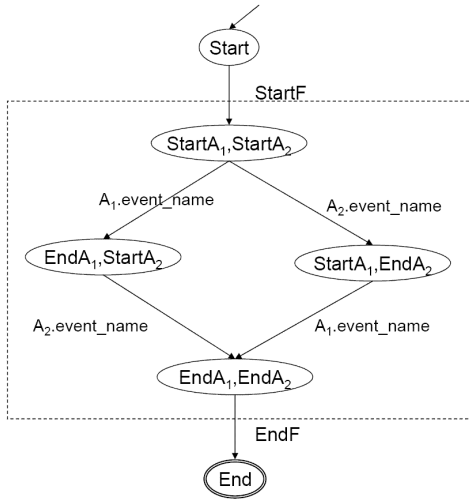 Start
StartF
StartA₁,StartA₂
A₁.event_name
A₂.event_name
EndA₁,StartA₂
StartA₁,EndA₂
A₂.event_name
A₁.event_name
EndA₁,EndA₂
EndF
End